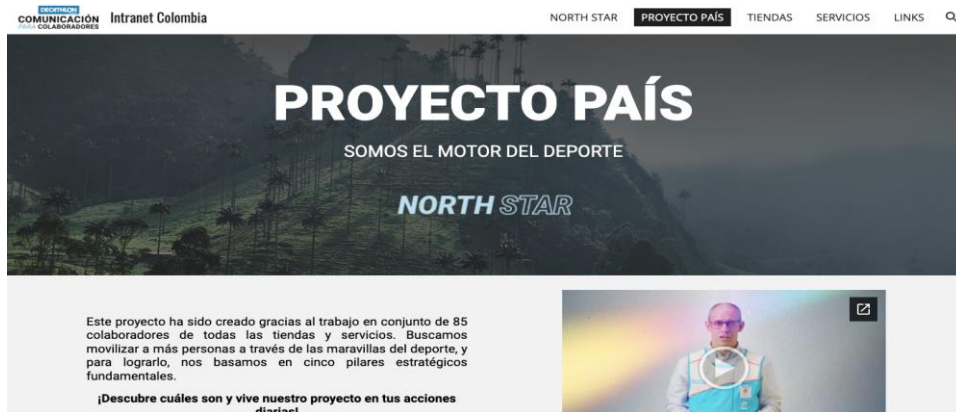 DECATHLON
COMUNICACIÓN
PARA COLABORADORES
Intranet Colombia
NORTH STAR
PROYECTO PAÍS
TIENDAS
SERVICIOS
LINKS
PROYECTO PAÍS
SOMOS EL MOTOR DEL DEPORTE
NORTH STAR
Este proyecto ha sido creado gracias al trabajo en conjunto de 85
colaboradores de todas las tiendas y servicios. Buscamos
movilizar a más personas a través de las maravillas del deporte, y
para lograrlo, nos basamos en cinco pilares estratégicos
fundamentales.
¡Descubre cuáles son y vive nuestro proyecto en tus acciones
diarias!